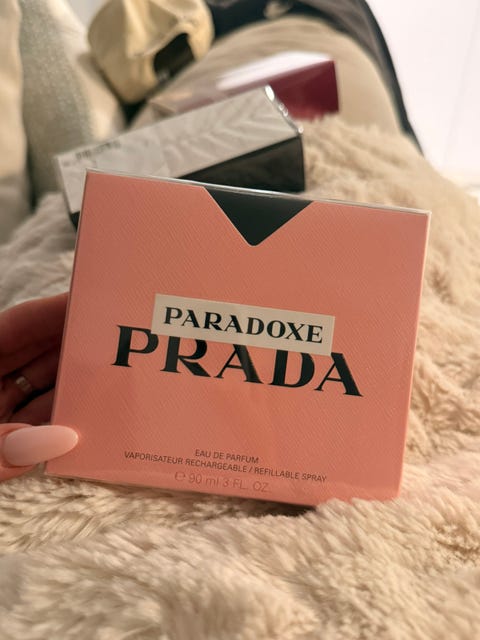 PARADOXE
PRADA
EAU DE PARFUM
VAPORISATEUR RECHARGEABLE / REFILLABLE SPRAY
℮ 90 ml 3 FL. OZ.